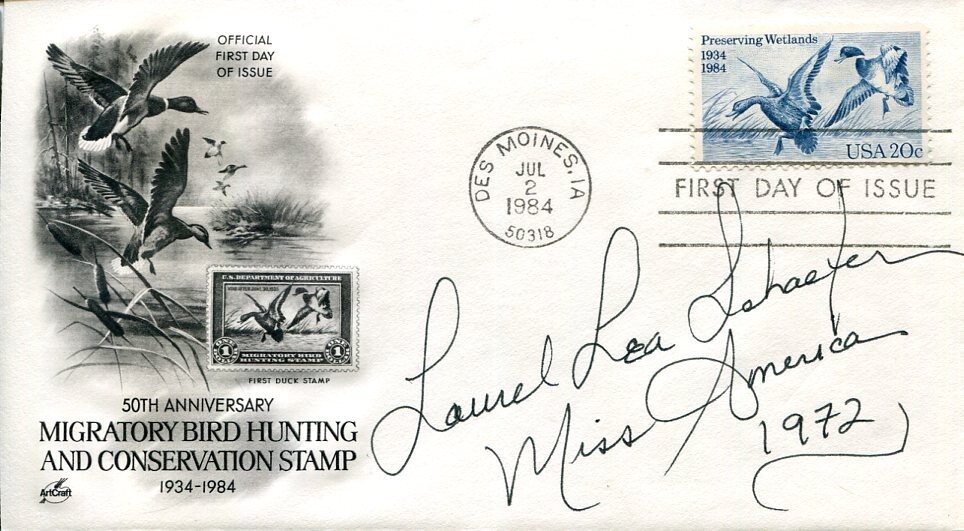 OFFICIAL
FIRST DAY
OF ISSUE
Preserving Wetlands
1934
1984
USA 20c
DES MOINES, IA
JUL
2
1984
50318
FIRST DAY OF ISSUE
U.S. DEPARTMENT OF AGRICULTURE
1
1
MIGRATORY BIRD
HUNTING STAMP
FIRST DUCK STAMP
50TH ANNIVERSARY
MIGRATORY BIRD HUNTING
AND CONSERVATION STAMP
1934-1984
ArtCraft
Laurel Lea Schaefer
Miss America
1972